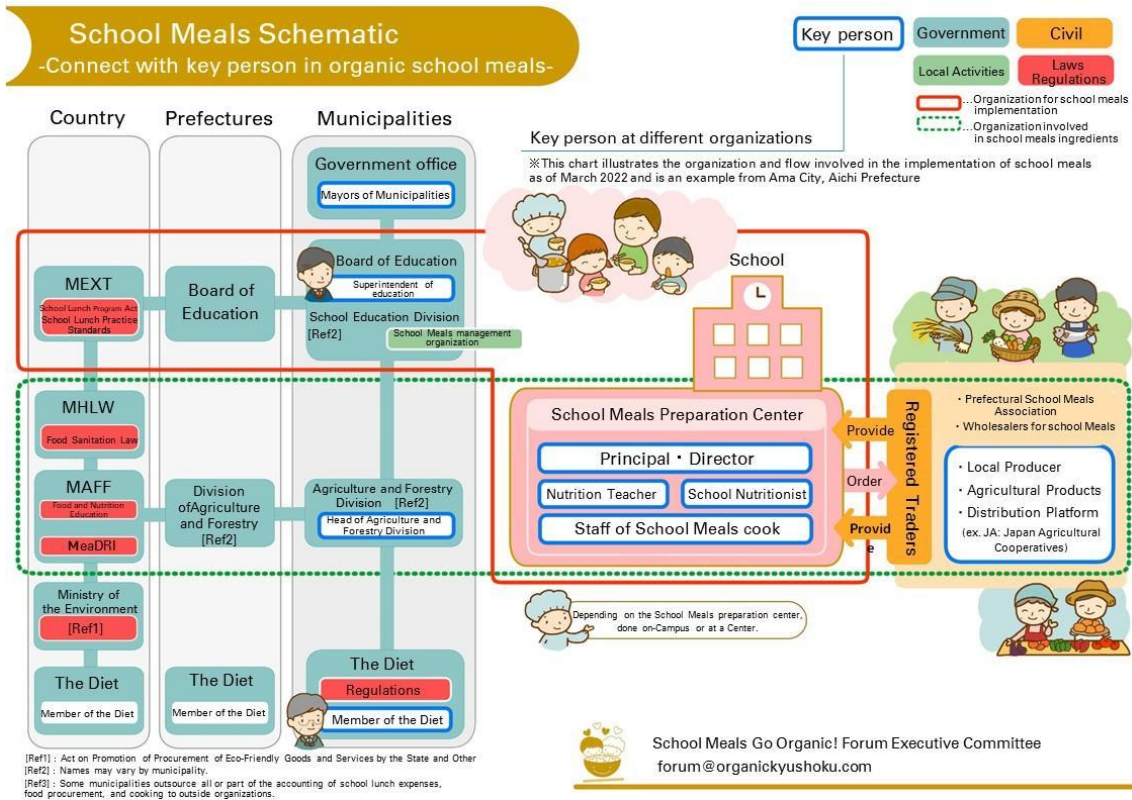 School Meals Schematic
-Connect with key person in organic school meals-
Key person
Government
Civil
Local Activities
Laws
Regulations
...Organization for school meals
implementation
...Organization involved
in school meals ingredients
Key person at different organizations
※This chart illustrates the organization and flow involved in the implementation of school meals
as of March 2022 and is an example from Ama City, Aichi Prefecture
Country
Prefectures
Municipalities
Government office
Mayors of Municipalities
MEXT
School Lunch Program Act
School Lunch Practice
Standards
Board of
Education
Board of Education
Superintendent of
education
School Education Division
[Ref2]
School Meals management
organization
MHLW
Food Sanitation Law
MAFF
Food and Nutrition
Education
MeaDRI
Division
ofAgriculture
and Forestry
[Ref2]
Agriculture and Forestry
Division [Ref2]
Head of Agriculture and
Forestry Division
Ministry of
the Environment
[Ref1]
The Diet
Member of the Diet
The Diet
Member of the Diet
The Diet
Regulations
Member of the Diet
School
School Meals Preparation Center
Principal・Director
Nutrition Teacher
School Nutritionist
Staff of School Meals cook
Provide
Order
Provid
e
Registered Traders
・Prefectural School Meals
Association
・Wholesalers for school Meals
・Local Producer
・Agricultural Products
・Distribution Platform
(ex. JA: Japan Agricultural
Cooperatives)
Depending on the School Meals preparation center,
done on-Campus or at a Center.
[Ref1] : Act on Promotion of Procurement of Eco-Friendly Goods and Services by the State and Other
[Ref2] : Names may vary by municipality.
[Ref3] : Some municipalities outsource all or part of the accounting of school lunch expenses,
food procurement, and cooking to outside organizations.
School Meals Go Organic! Forum Executive Committee
forum@organickyushoku.com